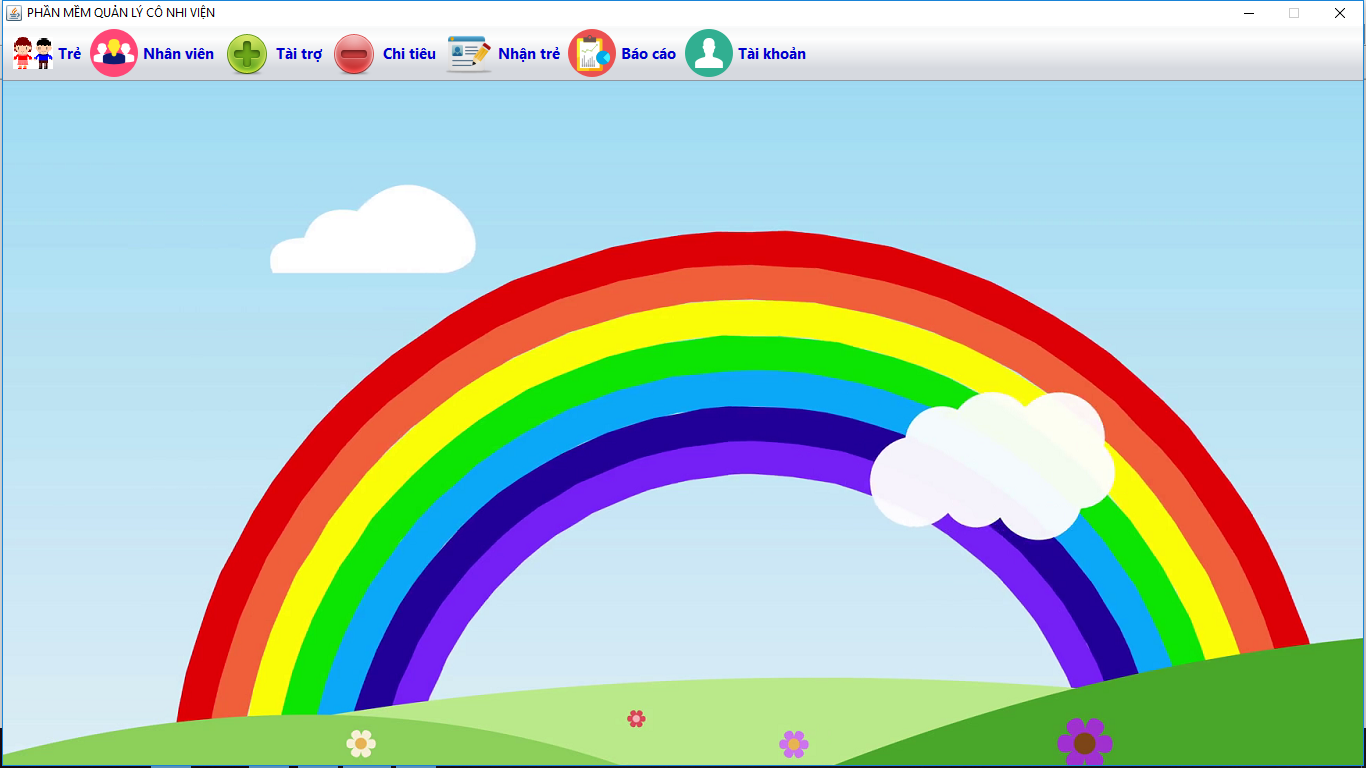 PHẦN MỀM QUẢN LÝ CÔ NHI VIỆN
Trẻ Nhân viên Tài trợ Chi tiêu Nhận trẻ Báo cáo Tài khoản